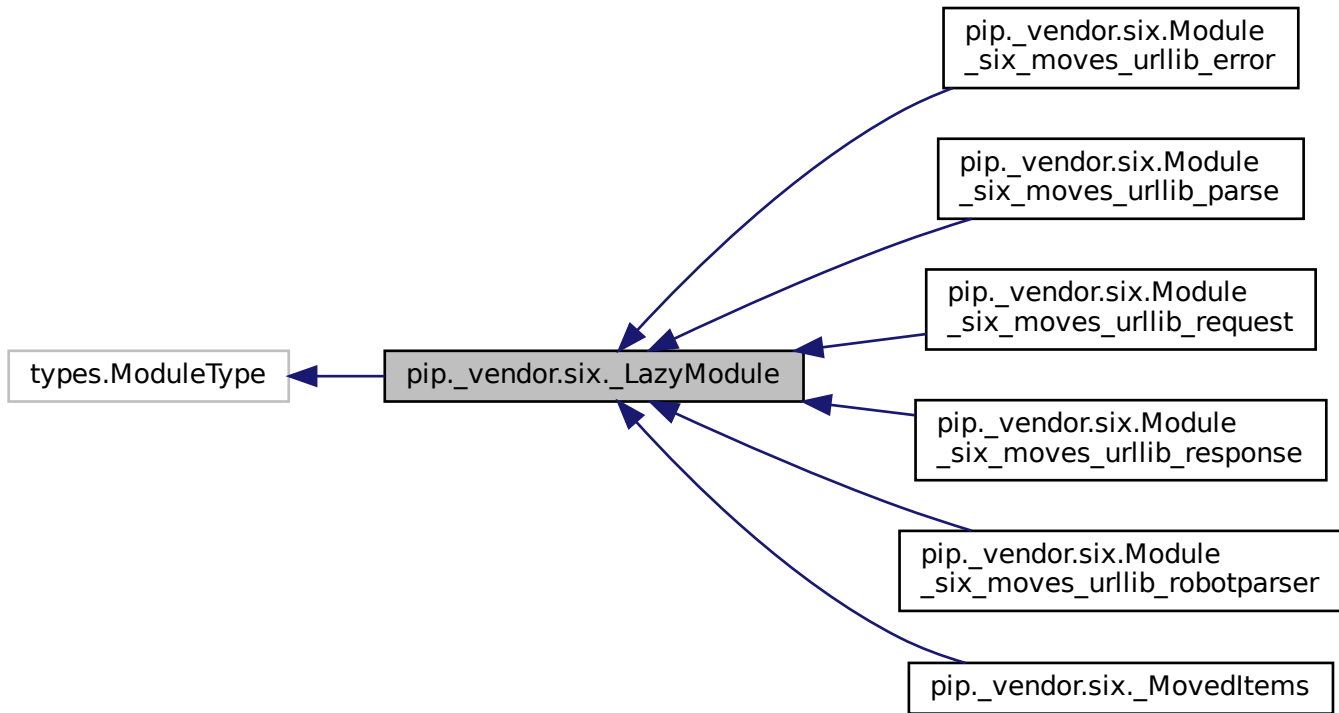 types.ModuleType
pip._vendor.six._LazyModule
pip._vendor.six.Module
_six_moves_urllib_error
pip._vendor.six.Module
_six_moves_urllib_parse
pip._vendor.six.Module
_six_moves_urllib_request
pip._vendor.six.Module
_six_moves_urllib_response
pip._vendor.six.Module
_six_moves_urllib_robotparser
pip._vendor.six._MovedItems